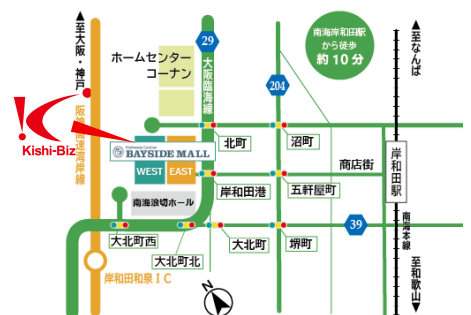 ▲至大阪・神戸
阪神高速湾岸線
29
大阪臨海線
ホームセンター
コーナン
南海岸和田駅
から徒歩
約10分
▲至なんば
204
Kishi-Biz
BAYSIDE MALL
WEST
EAST
北町
沼町
商店街
岸和田駅
岸和田港
五軒屋町
南海浪切ホール
大北町西
大北町北
大北町
堺町
39
南海本線
岸和田和泉IC
至和歌山▼